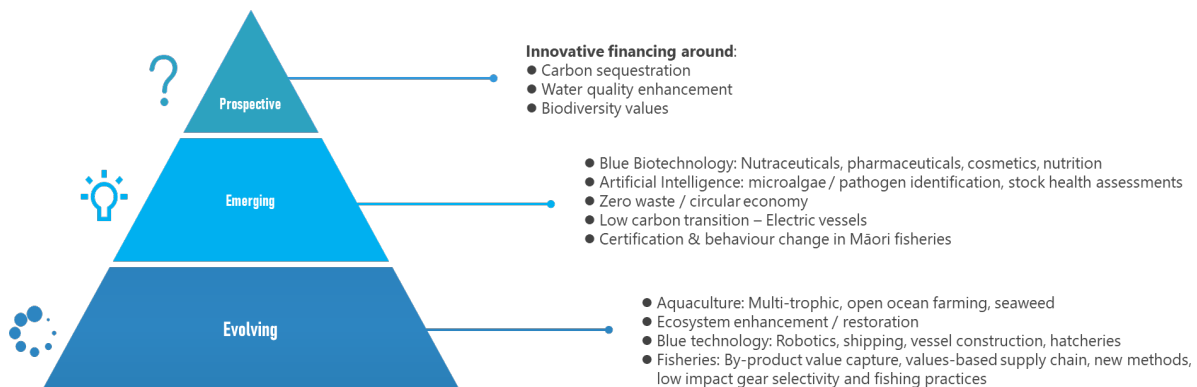 Innovative financing around:
● Carbon sequestration
● Water quality enhancement
● Biodiversity values
?
Prospective
● Blue Biotechnology: Nutraceuticals, pharmaceuticals, cosmetics, nutrition
● Artificial Intelligence: microalgae / pathogen identification, stock health assessments
● Zero waste / circular economy
● Low carbon transition – Electric vessels
● Certification & behaviour change in Māori fisheries
Emerging
● Aquaculture: Multi-trophic, open ocean farming, seaweed
● Ecosystem enhancement / restoration
● Blue technology: Robotics, shipping, vessel construction, hatcheries
● Fisheries: By-product value capture, values-based supply chain, new methods,
low impact gear selectivity and fishing practices
Evolving